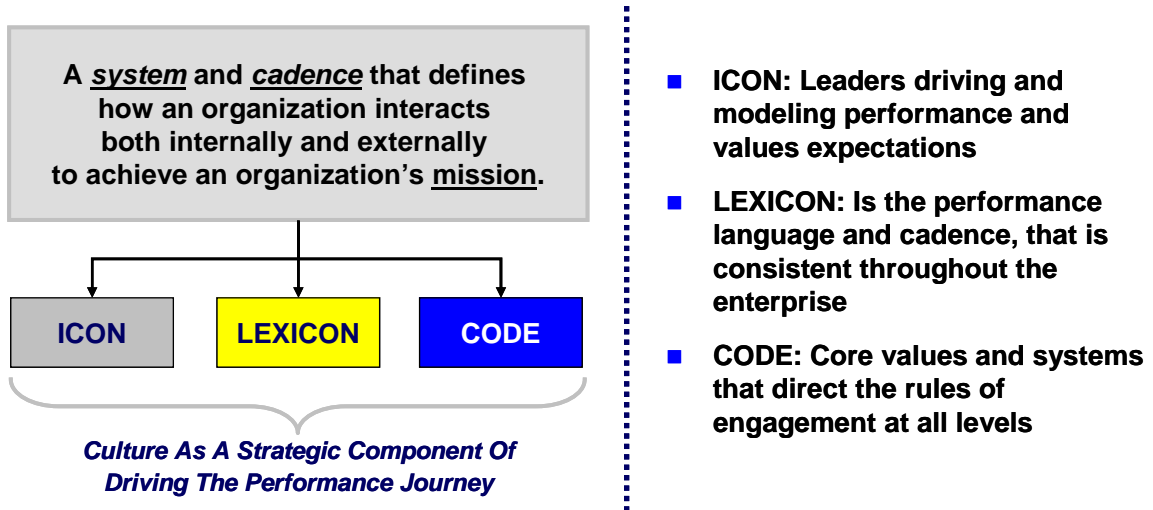 A system and cadence that defines
how an organization interacts
both internally and externally
to achieve an organization’s mission.
ICON
LEXICON
CODE
Culture As A Strategic Component Of
Driving The Performance Journey
ICON: Leaders driving and
modeling performance and
values expectations
LEXICON: Is the performance
language and cadence, that is
consistent throughout the
enterprise
CODE: Core values and systems
that direct the rules of
engagement at all levels